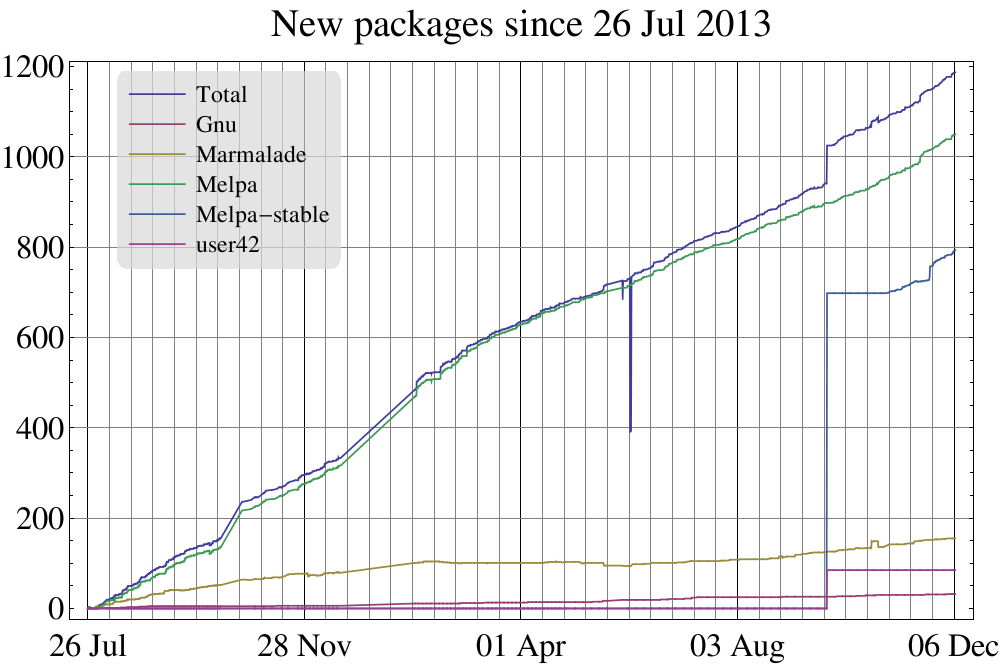 New packages since 26 Jul 2013
Total
Gnu
Marmalade
Melpa
Melpa-stable
user42
1200
1000
800
600
400
200
0
26 Jul
28 Nov
01 Apr
03 Aug
06 Dec